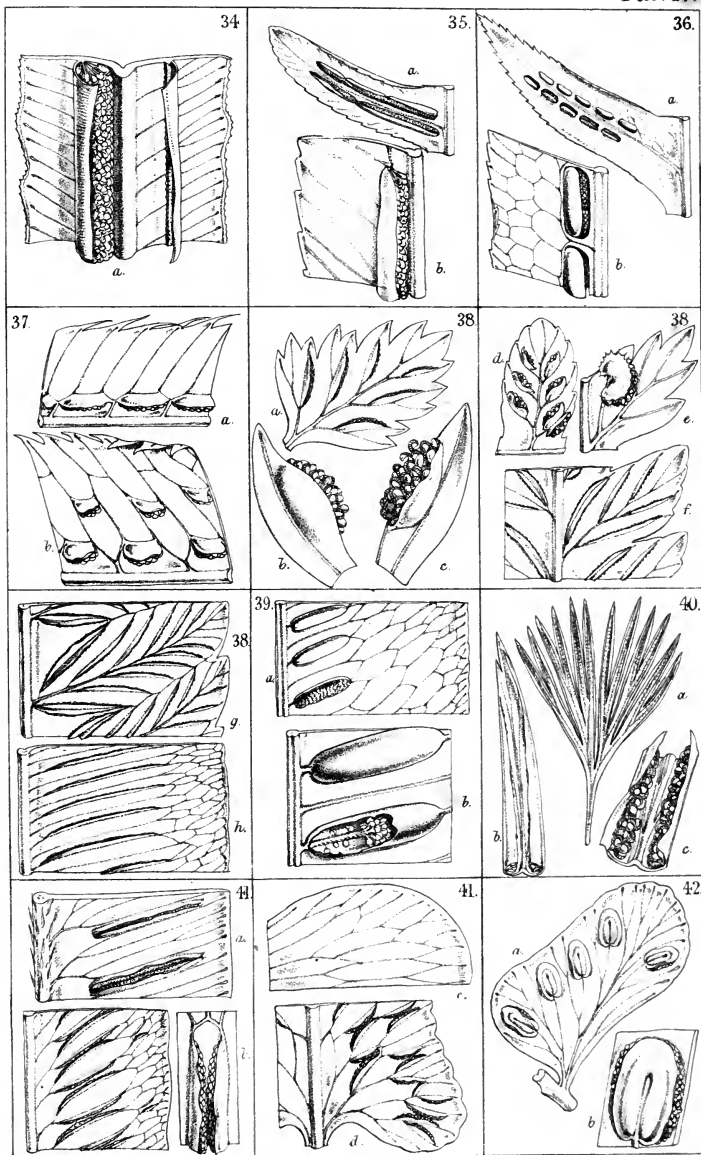 34
a.
35.
a.
b.
36.
a
b.
37.
a.
b.
38.
a.
b.
c.
38
d.
e.
f.
38.
g.
h.
39.
a.
b.
40.
a
b.
c.
41.
a.
b.
41.
c.
d.
42
a.
b